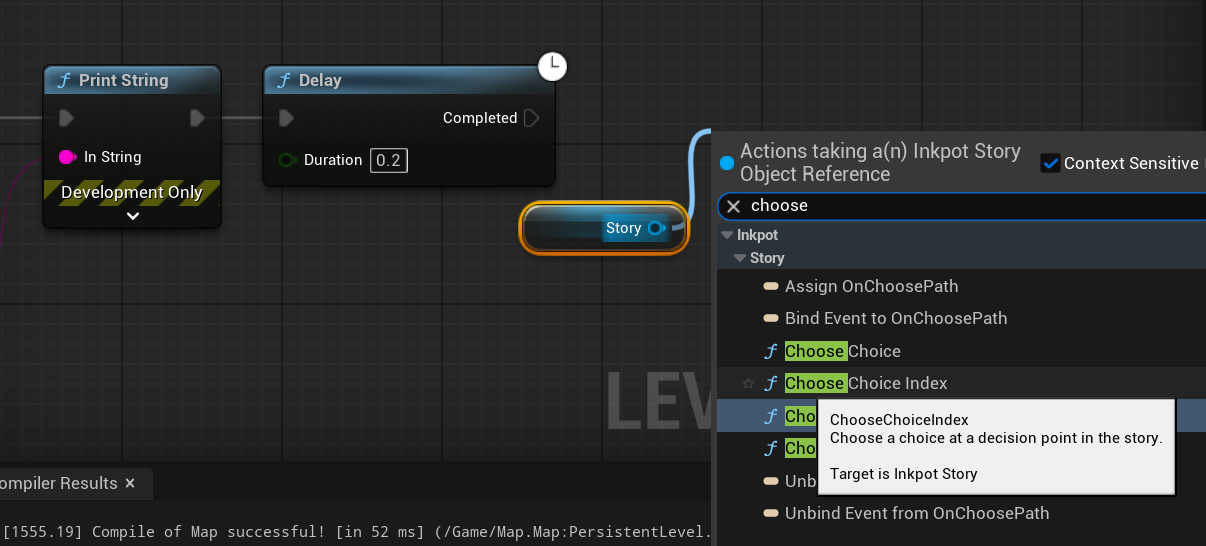 Print String
In String
Development Only
Delay
Completed
Duration 0.2
Story
Actions taking a(n) Inkpot Story
Object Reference
Context Sensitive
choose
Inkpot
Story
Assign OnChoosePath
Bind Event to OnChoosePath
Choose Choice
Choose Choice Index
Cho
Cho
Unb
Unbind Event from OnChoosePath
ChooseChoiceIndex
Choose a choice at a decision point in the story.
Target is Inkpot Story
LEV
ompiler Results
[1555.19] Compile of Map successful! [in 52 ms] (/Game/Map.Map:PersistentLevel.